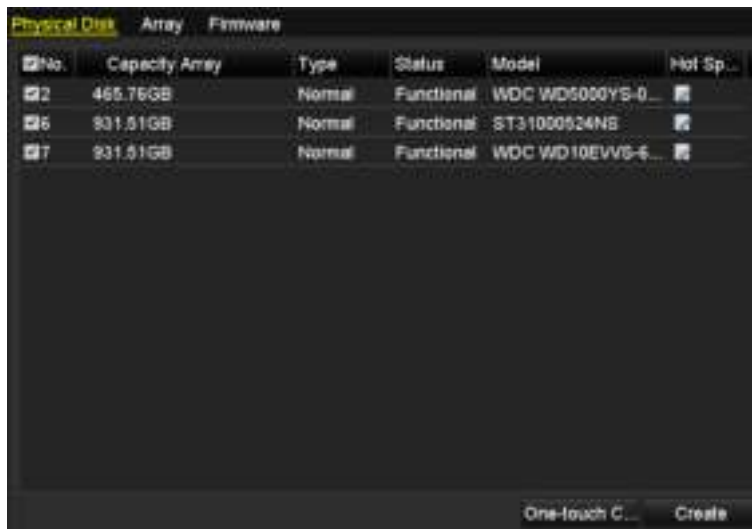 Physical Disk Array Firmware
No. Capacity Array Type Status Model Hot Sp...
2 465.76GB Normal Functional WDC WD5000YS-0...
6 931.51GB Normal Functional ST31000524NS
7 931.51GB Normal Functional WDC WD10EVVS-6...
One-touch C... Create